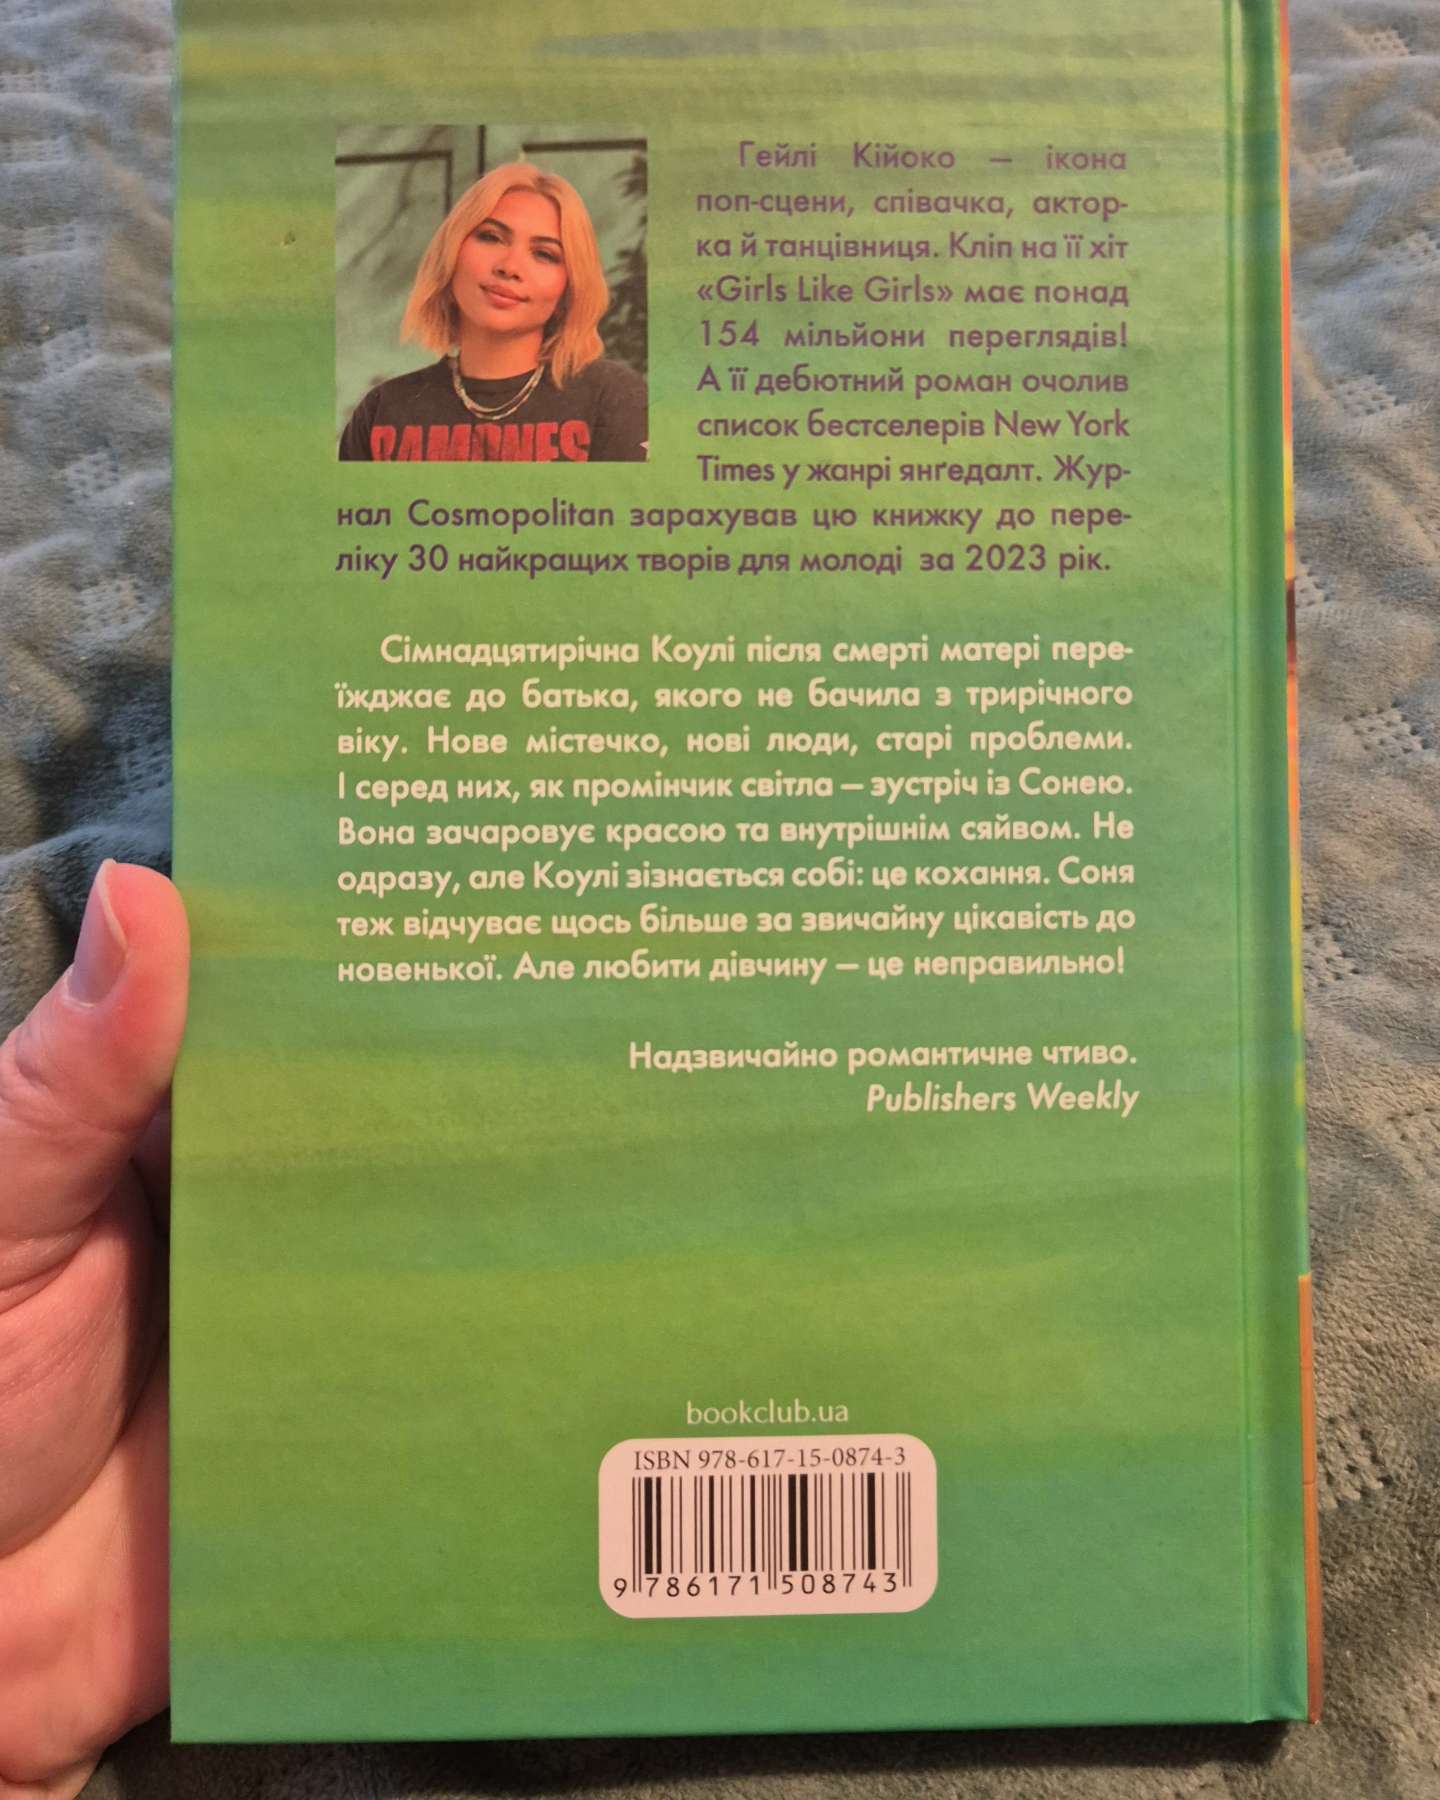 Гейлі Кійоко — ікона
поп-сцени, співачка, актор-
ка й танцівниця. Кліп на її хіт
«Girls Like Girls» має понад
154 мільйони переглядів!
А її дебютний роман очолив
список бестселерів New York
Times у жанрі янґедалт. Жур-
нал Cosmopolitan зарахував цю книжку до пере-
ліку 30 найкращих творів для молоді за 2023 рік.
RAMONES
Сімнадцятирічна Коулі після смерті матері пере-
їжджає до батька, якого не бачила з трирічного
віку. Нове містечко, нові люди, старі проблеми.
І серед них, як промінчик світла — зустріч із Сонею.
Вона зачаровує красою та внутрішнім сяйвом. Не
одразу, але Коулі зізнається собі: це кохання. Соня
теж відчуває щось більше за звичайну цікавість до
новенької. Але любити дівчину — це неправильно!
Надзвичайно романтичне чтиво.
Publishers Weekly
bookclub.ua
ISBN 978-617-15-0874-3
9 786171 508743